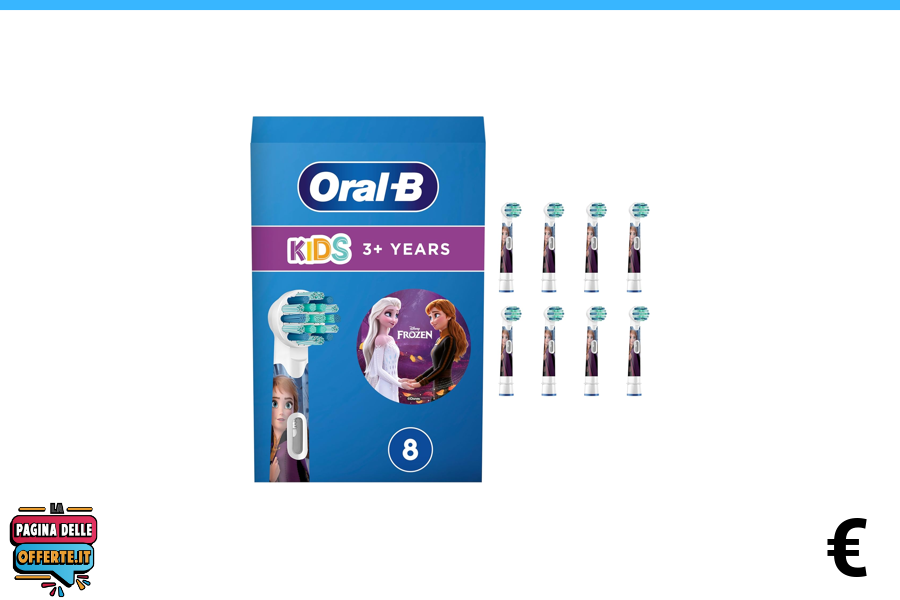 Oral-B
KIDS 3+ YEARS
Disney
FROZEN
8
LA
PAGINA DELLE
OFFERTE.IT
€